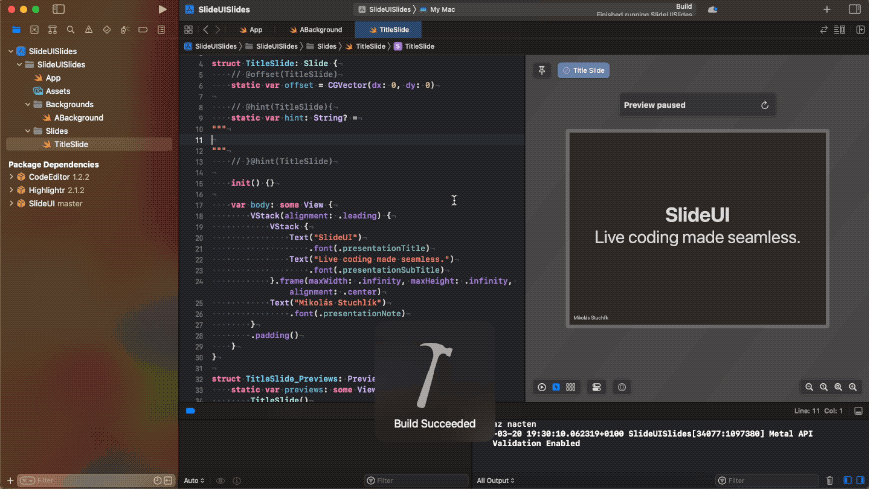 SlideUISlides
SlideUISlides 〉 My Mac
Build
Finished running SlideUISlides
App
ABackground
TitleSlide
SlideUISlides 〉 SlideUISlides 〉 Slides 〉 TitleSlide 〉 S TitleSlide
SlideUISlides
SlideUISlides
App
Assets
Backgrounds
ABackground
Slides
TitleSlide
Package Dependencies
CodeEditor 1.2.2
Highlightr 2.1.2
SlideUI master
4 struct TitleSlide: Slide {
5 // @offset(TitleSlide)
6 static var offset = CGVector(dx: 0, dy: 0)
7
8 // @hint(TitleSlide){
9 static var hint: String? =
10 """
11
12 """
13 // }@hint(TitleSlide)
14
15 init() {}
16
17 var body: some View {
18 VStack(alignment: .leading) {
19 VStack {
20 Text("SlideUI")
21 .font(.presentationTitle)
22 Text("Live coding made seamless.")
23 .font(.presentationSubTitle)
24 }.frame(maxWidth: .infinity, maxHeight: .infinity,
alignment: .center)
25 Text("Mikoláš Stuchlík")
26 .font(.presentationNote)
27 }
28 .padding()
29 }
30 }
31
32 struct TitleSlide_Previews: Previe
33 static var previews: some View
34 TitleSlide()
Title Slide
Preview paused
SlideUI
Live coding made seamless.
Mikoláš Stuchlík
Build Succeeded
Line: 11 Col: 1
az nacten
-03-20 19:30:10.062319+0100 SlideUISlides[34077:1097380] Metal API
Validation Enabled
Filter
Auto
Filter
All Output
Filter